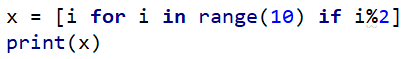 x = [i for i in range(10) if i%2]
print(x)